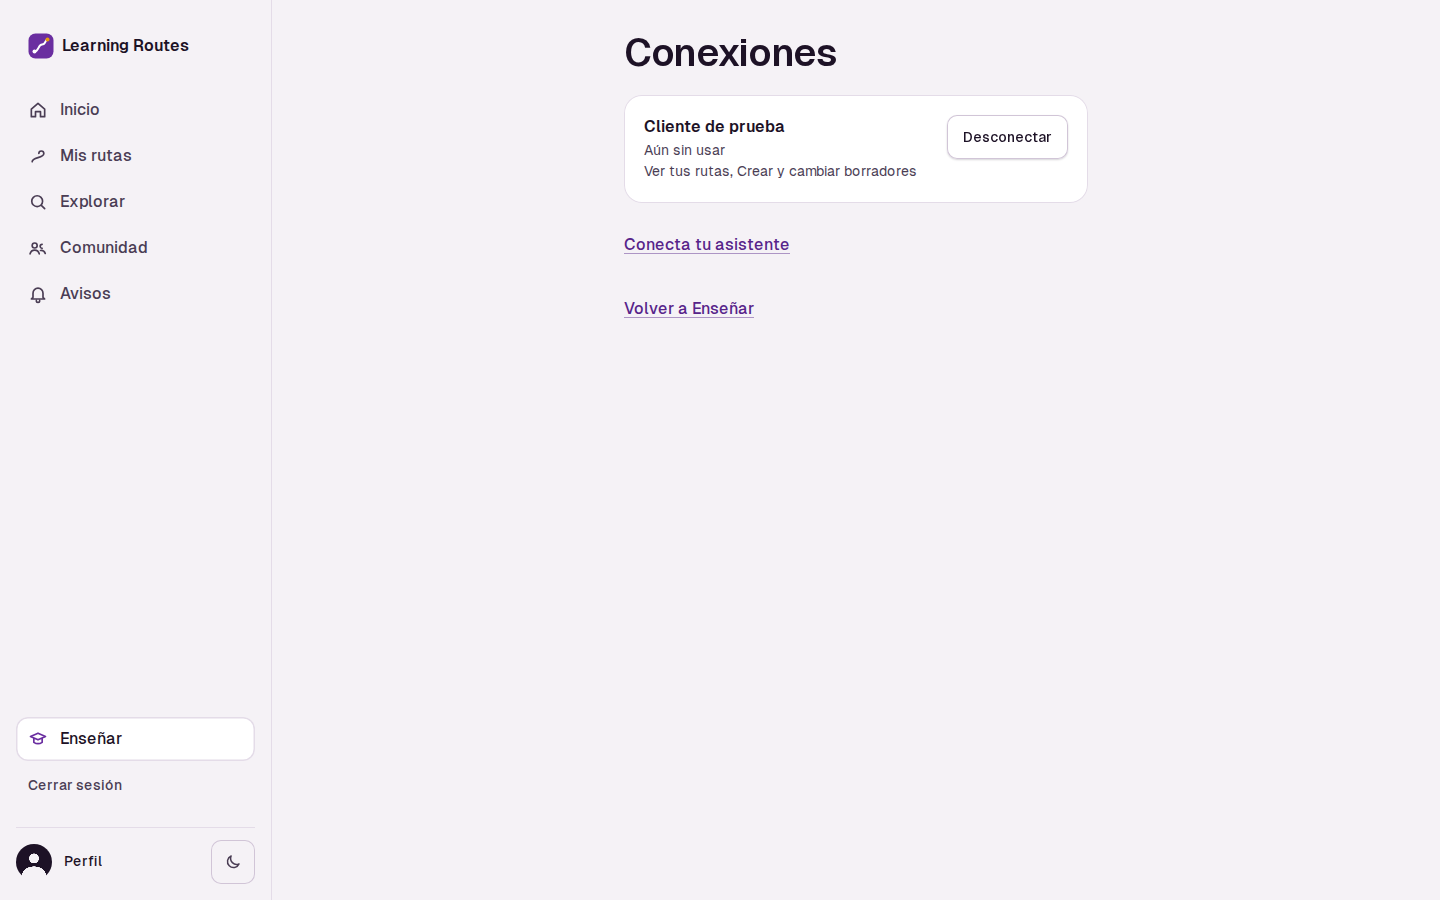 Learning Routes
Inicio
Mis rutas
Explorar
Comunidad
Avisos
Enseñar
Cerrar sesión
Perfil
Conexiones
Cliente de prueba
Aún sin usar
Ver tus rutas, Crear y cambiar borradores
Desconectar
Conecta tu asistente
Volver a Enseñar